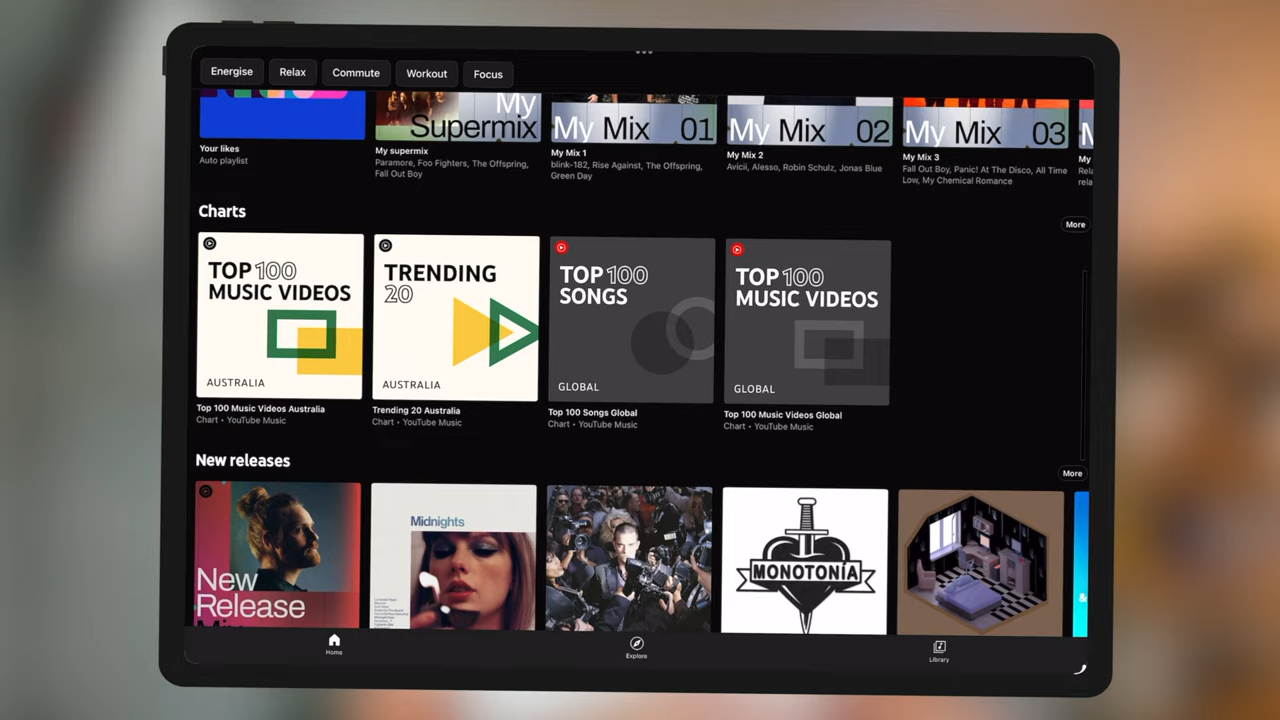 Energise
Relax
Commute
Workout
Focus
My
Supermix
My Mix 01
My Mix 02
My Mix 03
Your likes
Auto playlist
My supermix
Paramore, Foo Fighters, The Offspring,
Fall Out Boy
My Mix 1
blink-182, Rise Against, The Offspring,
Green Day
My Mix 2
Avicii, Alesso, Robin Schulz, Jonas Blue
My Mix 3
Fall Out Boy, Panic! At The Disco, All Time
Low, My Chemical Romance
Charts
More
TOP 100
MUSIC VIDEOS
AUSTRALIA
TRENDING
20
AUSTRALIA
TOP 100
SONGS
GLOBAL
TOP 100
MUSIC VIDEOS
GLOBAL
Top 100 Music Videos Australia
Chart • YouTube Music
Trending 20 Australia
Chart • YouTube Music
Top 100 Songs Global
Chart • YouTube Music
Top 100 Music Videos Global
Chart • YouTube Music
New releases
More
New
Release
Midnights
MONOTONÍA
&
Home
Explore
Library